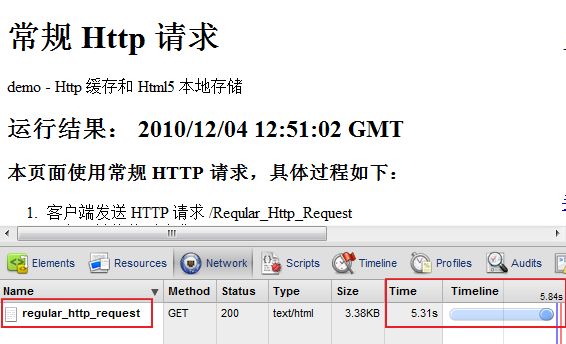 常规 Http 请求
demo - Http 缓存和 Html5 本地存储
运行结果： 2010/12/04 12:51:02 GMT
本页面使用常规 HTTP 请求，具体过程如下：
1. 客户端发送 HTTP 请求 /Reqular_Http_Request
Elements Resources Network Scripts Timeline Profiles Audits
Name Method Status Type Size Time Timeline
5.84s
regular_http_request GET 200 text/html 3.38KB 5.31s